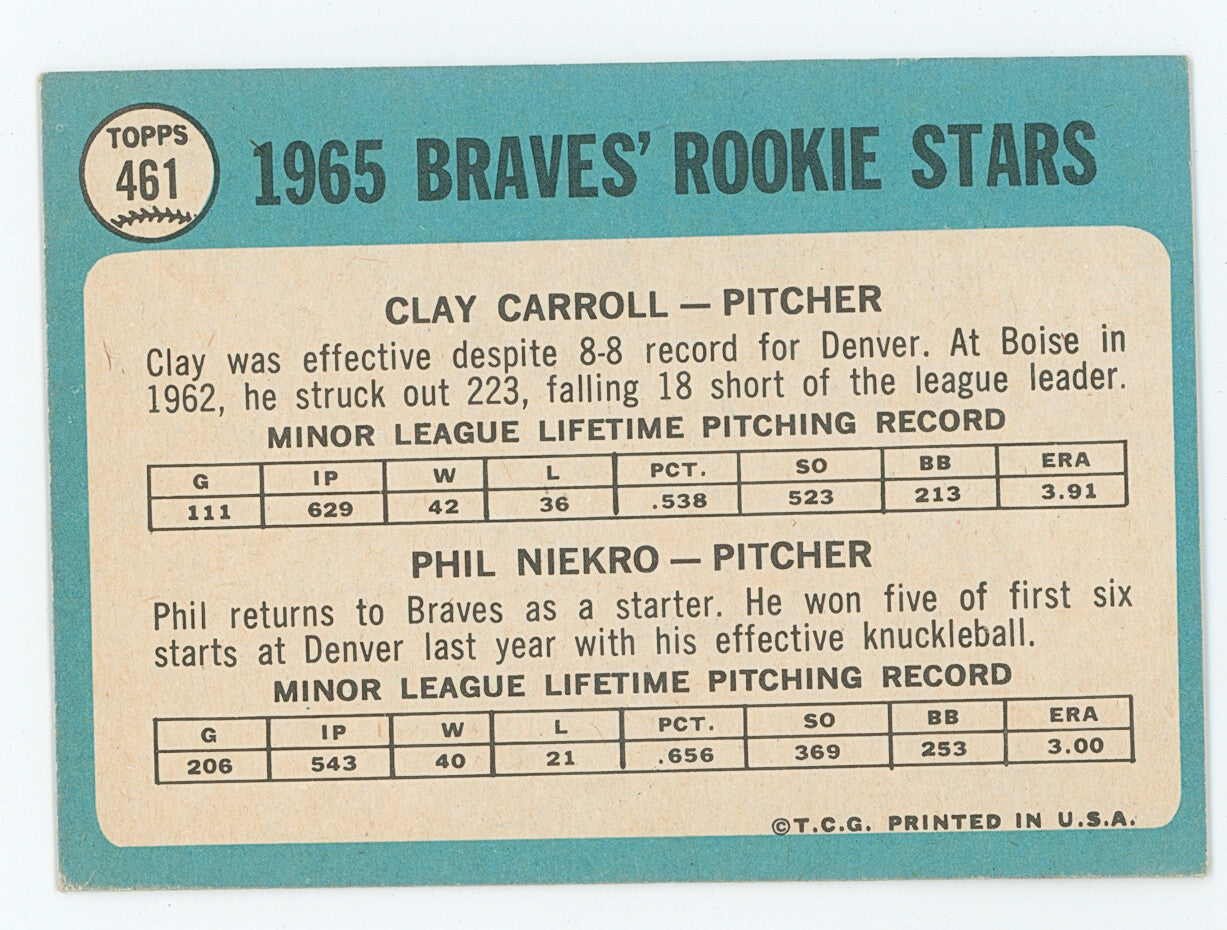 TOPPS
461
1965 BRAVES' ROOKIE STARS
CLAY CARROLL — PITCHER
Clay was effective despite 8-8 record for Denver. At Boise in
1962, he struck out 223, falling 18 short of the league leader.
MINOR LEAGUE LIFETIME PITCHING RECORD
G IP W L PCT. SO BB ERA
111 629 42 36 .538 523 213 3.91
PHIL NIEKRO — PITCHER
Phil returns to Braves as a starter. He won five of first six
starts at Denver last year with his effective knuckleball.
MINOR LEAGUE LIFETIME PITCHING RECORD
G IP W L PCT. SO BB ERA
206 543 40 21 .656 369 253 3.00
©T.C.G. PRINTED IN U.S.A.